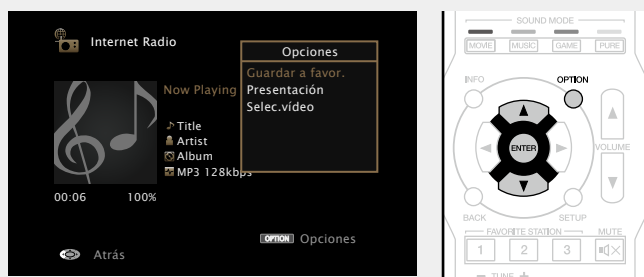 Internet Radio
Opciones
Guardar a favor.
Presentación
Selec.vídeo
Now Playing
Title
Artist
Album
MP3 128kbps
00:06 100%
OPTION Opciones
Atrás
SOUND MODE
MOVIE MUSIC GAME PURE
INFO OPTION
ENTER
VOLUME
BACK SETUP
FAVORITE STATION MUTE
1 2 3
- TUNE +